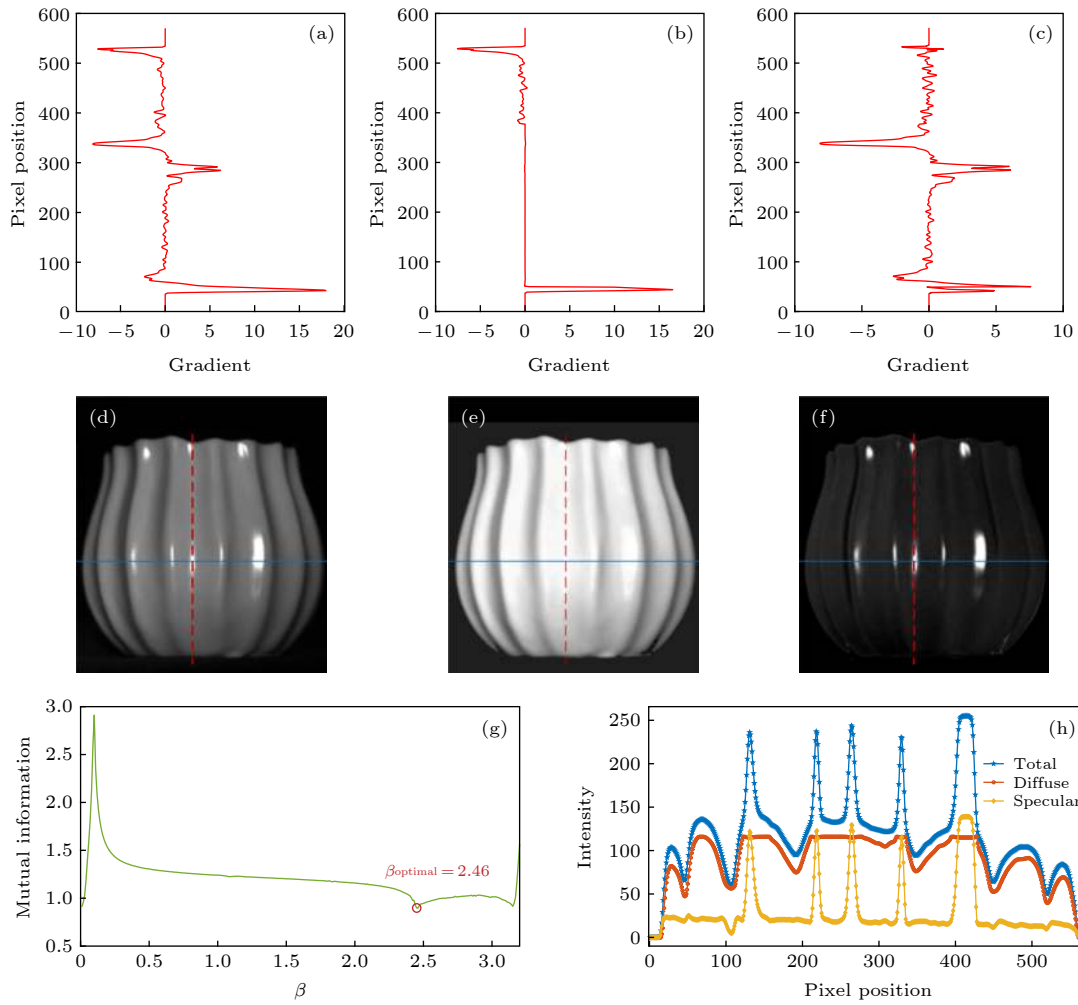 600
500
400
300
200
100
0
−10 −5 0 5 10 15 20
Pixel position
Gradient
(a)
600
500
400
300
200
100
0
−10 −5 0 5 10 15 20
Pixel position
Gradient
(b)
600
500
400
300
200
100
0
−10 −5 0 5 10
Pixel position
Gradient
(c)
(d)
(e)
(f)
3.0
2.5
2.0
1.5
1.0
0.5
0 0.5 1.0 1.5 2.0 2.5 3.0
Mutual information
β
(g)
βoptimal = 2.46
250
200
150
100
50
0
0 100 200 300 400 500
Intensity
Pixel position
(h)
Total
Diffuse
Specular